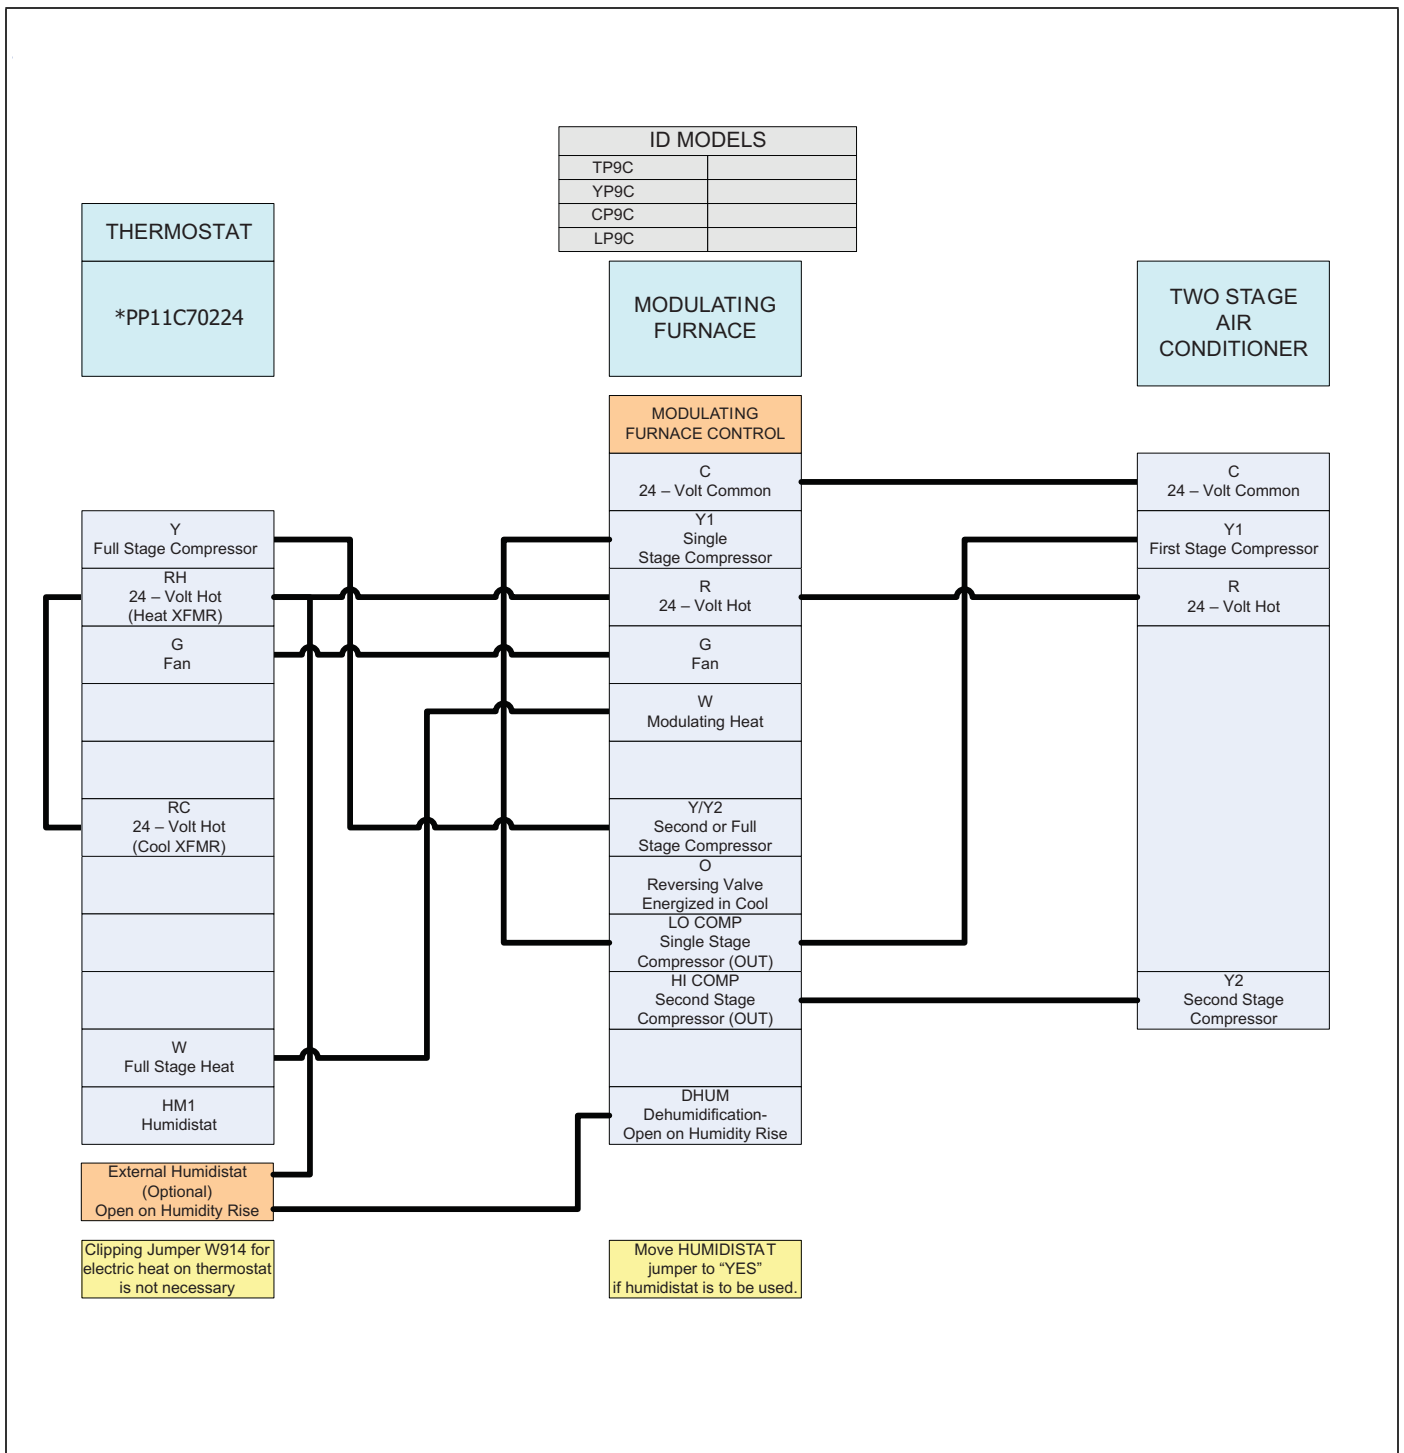 ID MODELS
TP9C
YP9C
CP9C
LP9C
THERMOSTAT
*PP11C70224
MODULATING
FURNACE
TWO STAGE
AIR
CONDITIONER
MODULATING
FURNACE CONTROL
Y
Full Stage Compressor
RH
24 – Volt Hot
(Heat XFMR)
G
Fan
RC
24 – Volt Hot
(Cool XFMR)
W
Full Stage Heat
HM1
Humidistat
External Humidistat
(Optional)
Open on Humidity Rise
Clipping Jumper W914 for
electric heat on thermostat
is not necessary
C
24 – Volt Common
Y1
Single
Stage Compressor
R
24 – Volt Hot
G
Fan
W
Modulating Heat
Y/Y2
Second or Full
Stage Compressor
O
Reversing Valve
Energized in Cool
LO COMP
Single Stage
Compressor (OUT)
HI COMP
Second Stage
Compressor (OUT)
DHUM
Dehumidification-
Open on Humidity Rise
Move HUMIDISTAT
jumper to “YES”
if humidistat is to be used.
C
24 – Volt Common
Y1
First Stage Compressor
R
24 – Volt Hot
Y2
Second Stage
Compressor